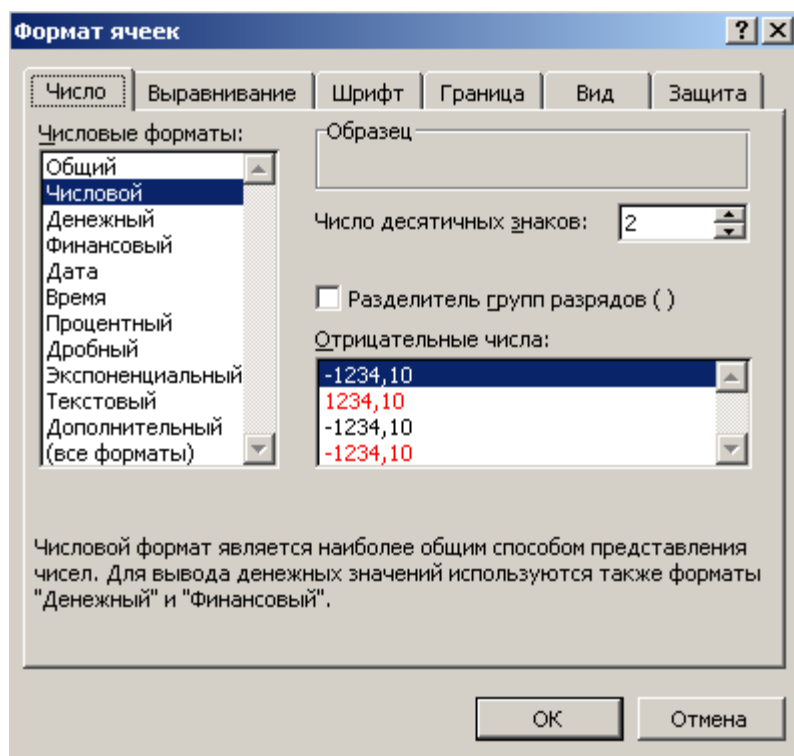 Формат ячеек
Число
Выравнивание
Шрифт
Граница
Вид
Защита
Числовые форматы:
Общий
Числовой
Денежный
Финансовый
Дата
Время
Процентный
Дробный
Экспоненциальный
Текстовый
Дополнительный
(все форматы)
Образец
Число десятичных знаков:
2
Разделитель групп разрядов ( )
Отрицательные числа:
-1234,10
1234,10
-1234,10
-1234,10
Числовой формат является наиболее общим способом представления
чисел. Для вывода денежных значений используются также форматы
"Денежный" и "Финансовый".
ОК
Отмена